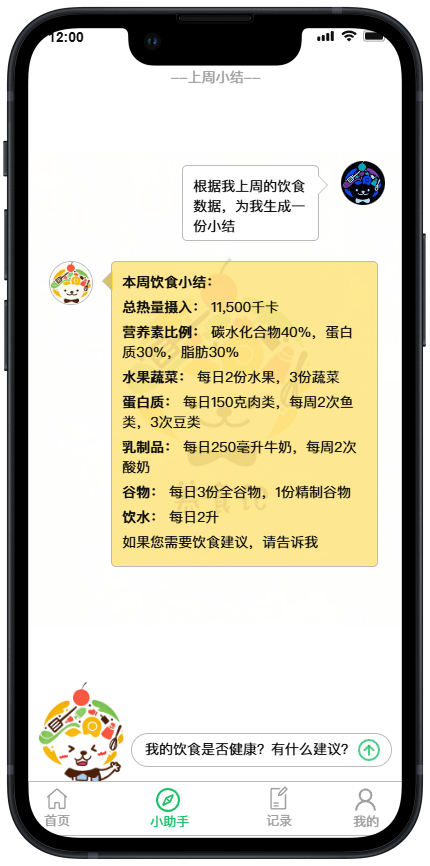 12:00
——上周小结——
根据我上周的饮食
数据，为我生成一
份小结
本周饮食小结：
总热量摄入： 11,500千卡
营养素比例： 碳水化合物40%，蛋白
质30%，脂肪30%
水果蔬菜： 每日2份水果，3份蔬菜
蛋白质： 每日150克肉类，每周2次鱼
类，3次豆类
乳制品： 每日250毫升牛奶，每周2次
酸奶
谷物： 每日3份全谷物，1份精制谷物
饮水： 每日2升
如果您需要饮食建议，请告诉我
我的饮食是否健康？有什么建议？
首页
小助手
记录
我的